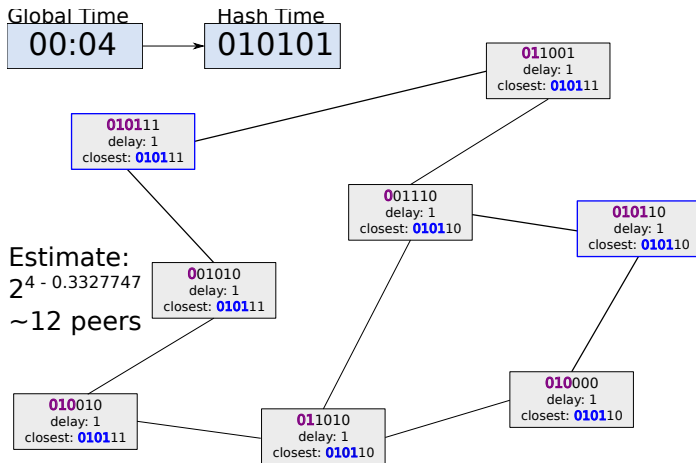 Global Time
00:04
Hash Time
010101
011001
delay: 1
closest: 010111
010111
delay: 1
closest: 010111
001110
delay: 1
closest: 010110
010110
delay: 1
closest: 010110
Estimate:
2^4 - 0.3327747
~12 peers
001010
delay: 1
closest: 010111
010000
delay: 1
closest: 010110
010010
delay: 1
closest: 010111
011010
delay: 1
closest: 010110